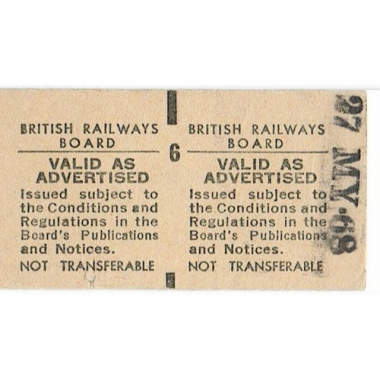 BRITISH RAILWAYS
BOARD
VALID AS
ADVERTISED
Issued subject to
the Conditions and
Regulations in the
Board's Publications
and Notices.
NOT TRANSFERABLE
6
BRITISH RAILWAYS
BOARD
VALID AS
ADVERTISED
Issued subject to
the Conditions and
Regulations in the
Board's Publications
and Notices.
NOT TRANSFERABLE
27 MY·68